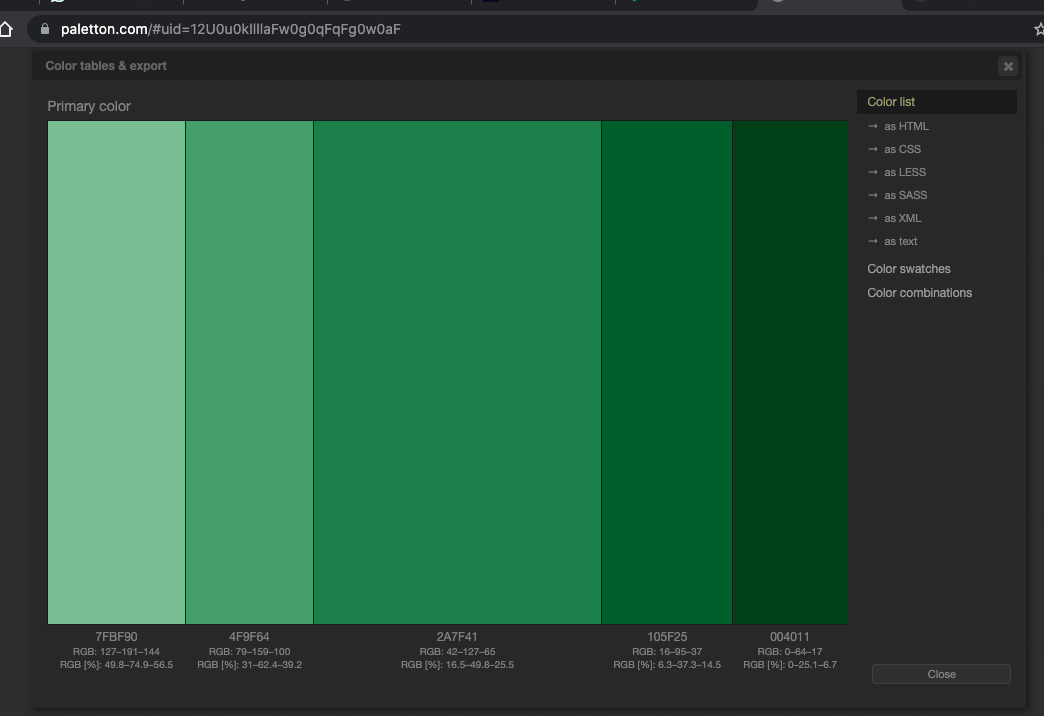 paletton.com/#uid=12U0u0kllllaFw0g0qFqFg0w0aF
Color tables & export
Primary color
Color list
→ as HTML
→ as CSS
→ as LESS
→ as SASS
→ as XML
→ as text
Color swatches
Color combinations
7FBF90
RGB: 127–191–144
RGB [%]: 49.8–74.9–56.5
4F9F64
RGB: 79–159–100
RGB [%]: 31–62.4–39.2
2A7F41
RGB: 42–127–65
RGB [%]: 16.5–49.8–25.5
105F25
RGB: 16–95–37
RGB [%]: 6.3–37.3–14.5
004011
RGB: 0–64–17
RGB [%]: 0–25.1–6.7
Close